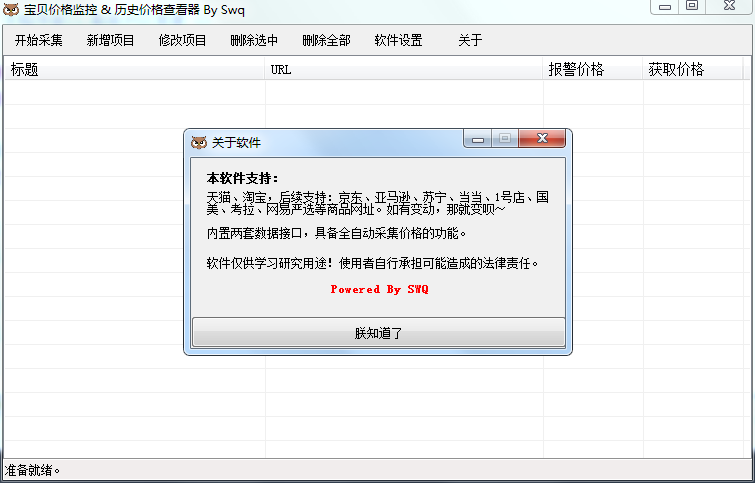 宝贝价格监控 & 历史价格查看器 By Swq
开始采集 新增项目 修改项目 删除选中 删除全部 软件设置 关于
标题 URL 报警价格 获取价格
关于软件
本软件支持：
天猫、淘宝，后续支持：京东、亚马逊、苏宁、当当、1号店、国
美、考拉、网易严选等商品网址。如有变动，那就变呗～
内置两套数据接口，具备全自动采集价格的功能。
软件仅供学习研究用途！使用者自行承担可能造成的法律责任。
Powered By SWQ
朕知道了
准备就绪。